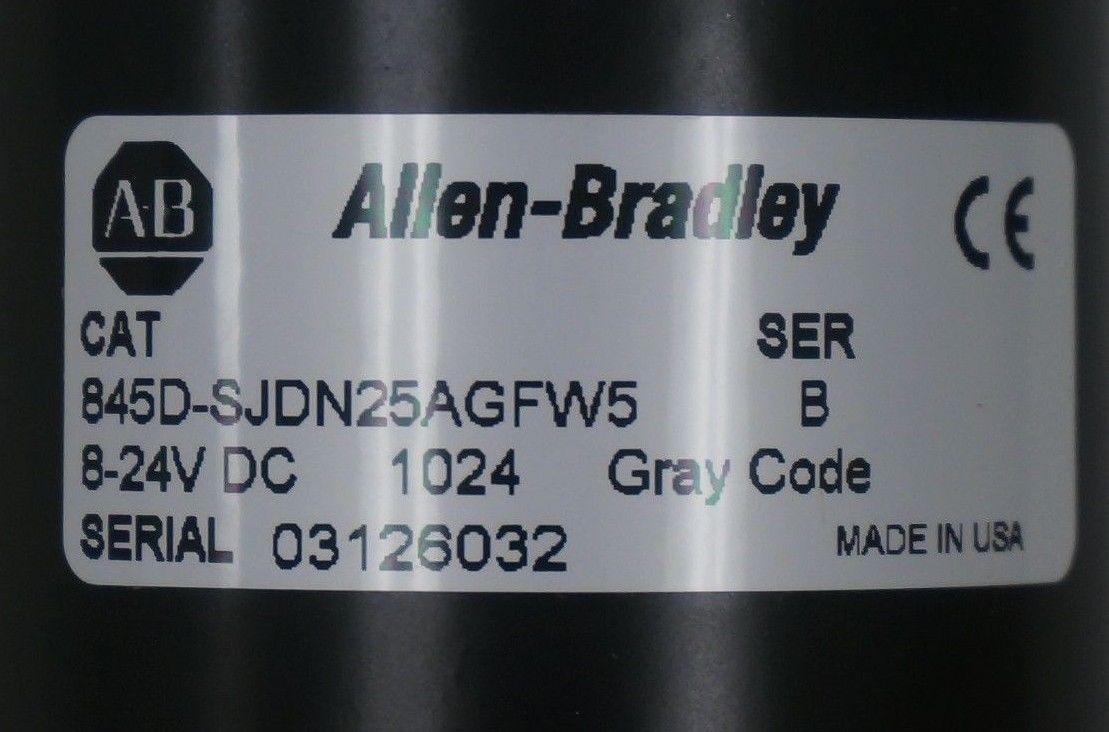 AB Allen-Bradley CE
CAT SER
845D-SJDN25AGFW5 B
8-24V DC 1024 Gray Code
SERIAL 03126032 MADE IN USA